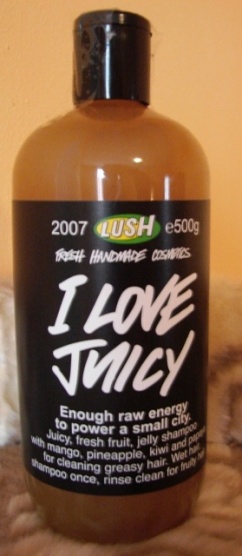 2007 LUSH e500g
FRESH HANDMADE COSMETICS
I LOVE
JUICY
Enough raw energy
to power a small city.
Juicy, fresh fruit, jelly shampoo
with mango, pineapple, kiwi and
for cleaning greasy hair. Wet hair,
shampoo once, rinse clean for fruity